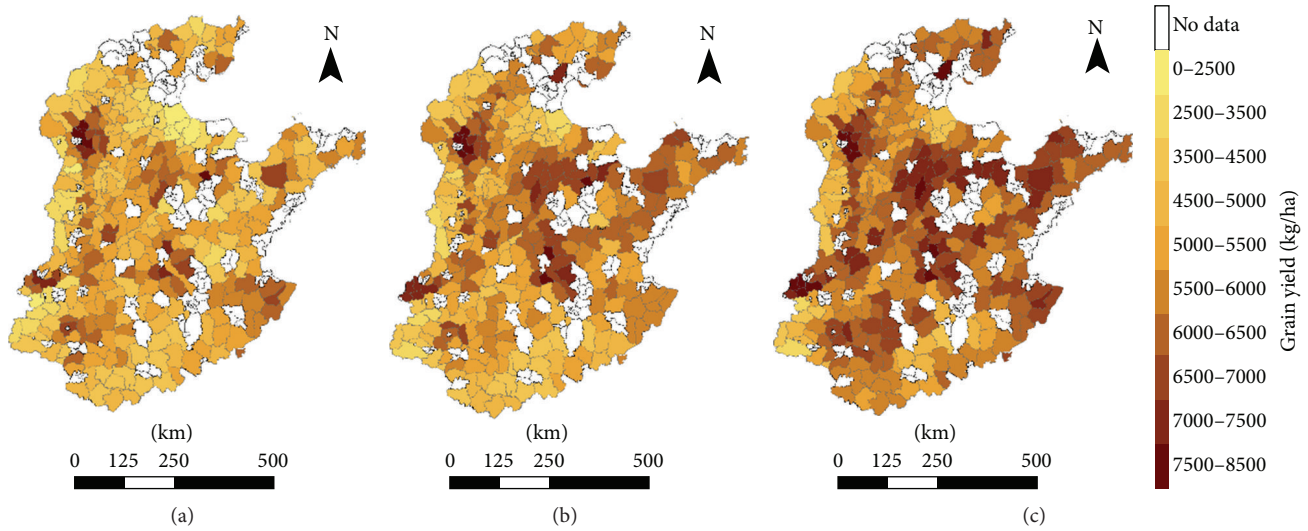 N
N
N
No data
0–2500
2500–3500
3500–4500
4500–5000
5000–5500
5500–6000
6000–6500
6500–7000
7000–7500
7500–8500
Grain yield (kg/ha)
(km)
(km)
(km)
0 125 250 500
0 125 250 500
0 125 250 500
(a)
(b)
(c)